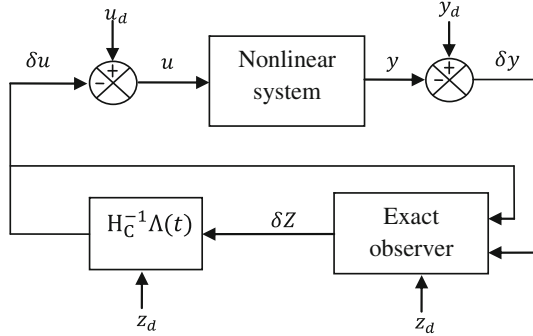 u_d
y_d
δu
u
Nonlinear
system
y
δy
+
−
+
−
H_C^{-1}Λ(t)
δZ
Exact
observer
z_d
z_d